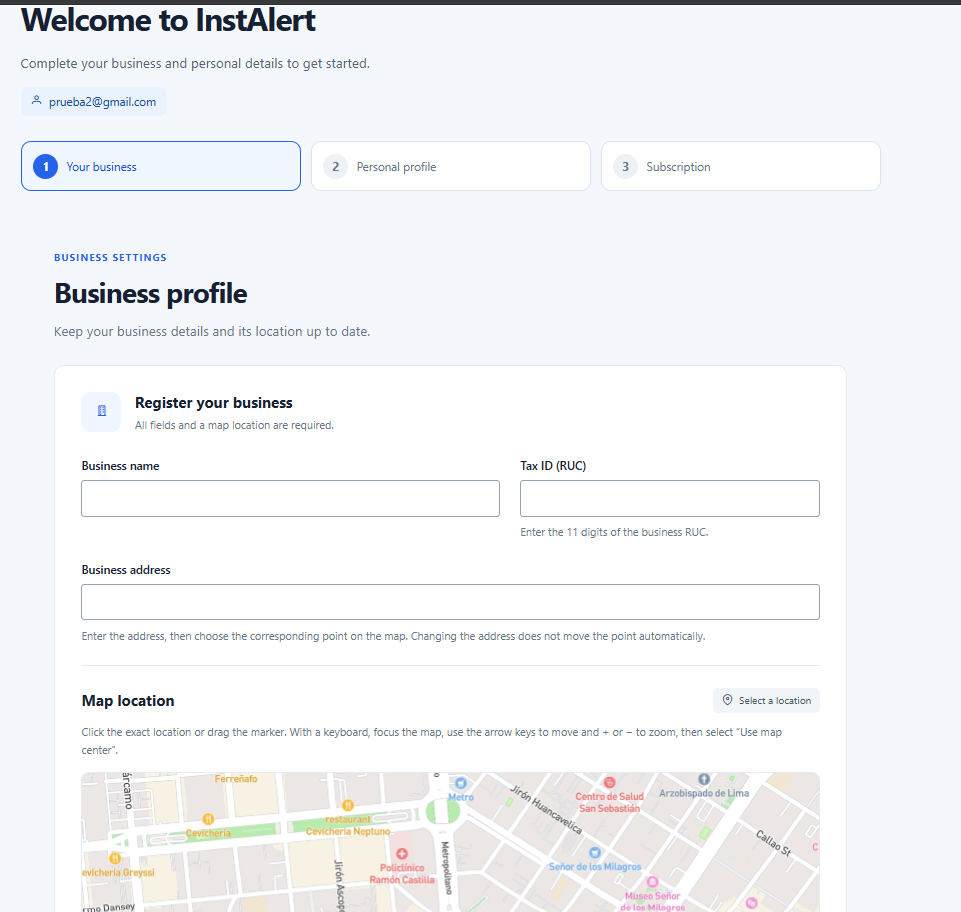 Welcome to InstAlert
Complete your business and personal details to get started.
prueba2@gmail.com
1 Your business
2 Personal profile
3 Subscription
BUSINESS SETTINGS
Business profile
Keep your business details and its location up to date.
Register your business
All fields and a map location are required.
Business name
Tax ID (RUC)
Enter the 11 digits of the business RUC.
Business address
Enter the address, then choose the corresponding point on the map. Changing the address does not move the point automatically.
Map location
Select a location
Click the exact location or drag the marker. With a keyboard, focus the map, use the arrow keys to move and + or − to zoom, then select “Use map
center”.
árcamo
Ferreñafo
Metro
Jirón Huancavelica
Centro de Salud
San Sebastián
Arzobispado de Lima
Cevichería
restaurant
Cevicheria Neptuno
Callao St
C
evicheria Greyssi
Jirón Ascope
Policlínico
Ramón Castilla
Metropolitano
Señor de los Milagros
Museo Señor
de los Milagros
rmo Dansey